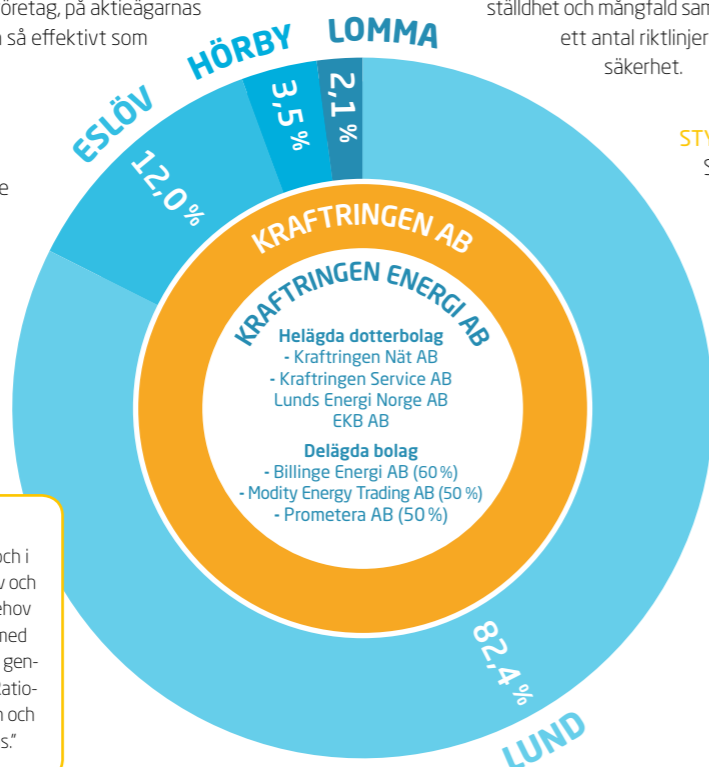 öretag, på aktieägarnas
så effektivt som
ställdhet och mångfald sam
ett antal riktlinjer
säkerhet.
STY
S
e
LOMMA
2,1 %
HÖRBY
3,5 %
ESLÖV
12,0 %
KRAFTRINGEN AB
KRAFTRINGEN ENERGI AB
Helägda dotterbolag
- Kraftringen Nät AB
- Kraftringen Service AB
Lunds Energi Norge AB
EKB AB
Delägda bolag
- Billinge Energi AB (60 %)
- Modity Energy Trading AB (50 %)
- Prometera AB (50 %)
82,4 %
LUND
och i
v och
ehov
med
gen-
Ratio-
n och
s."